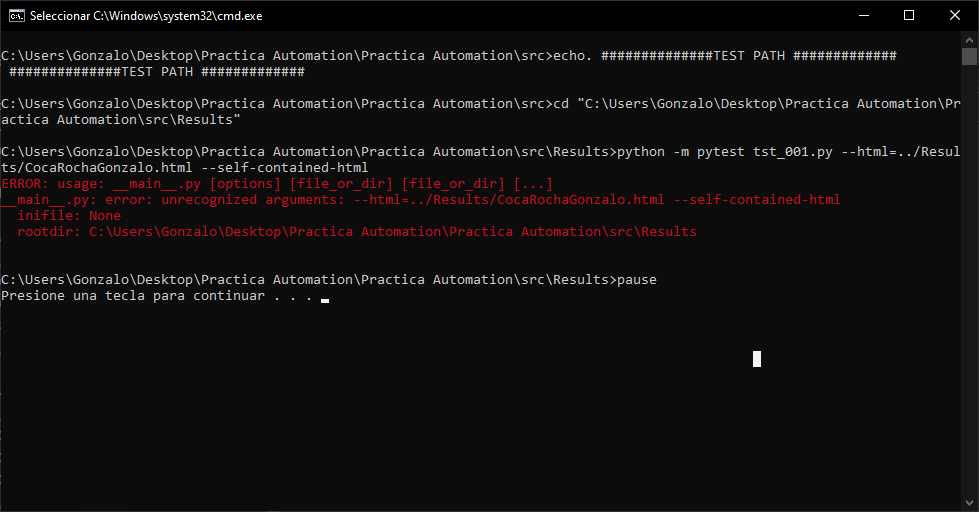 Seleccionar C:\Windows\system32\cmd.exe
C:\Users\Gonzalo\Desktop\Practica Automation\Practica Automation\src>echo. ##############TEST PATH #############
##############TEST PATH #############
C:\Users\Gonzalo\Desktop\Practica Automation\Practica Automation\src>cd "C:\Users\Gonzalo\Desktop\Practica Automation\Pr
actica Automation\src\Results"
C:\Users\Gonzalo\Desktop\Practica Automation\Practica Automation\src\Results>python -m pytest tst_001.py --html=../Resul
ts/CocaRochaGonzalo.html --self-contained-html
ERROR: usage: __main__.py [options] [file_or_dir] [file_or_dir] [...]
__main__.py: error: unrecognized arguments: --html=../Results/CocaRochaGonzalo.html --self-contained-html
inifile: None
rootdir: C:\Users\Gonzalo\Desktop\Practica Automation\Practica Automation\src\Results
C:\Users\Gonzalo\Desktop\Practica Automation\Practica Automation\src\Results>pause
Presione una tecla para continuar . . .